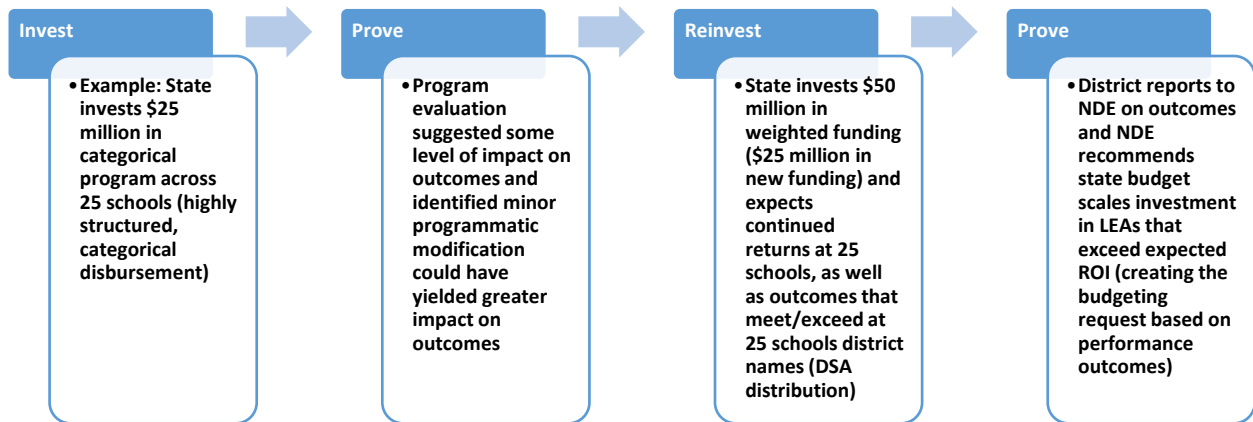 Invest
•Example: State
invests $25
million in
categorical
program across
25 schools (highly
structured,
categorical
disbursement)
Prove
•Program
evaluation
suggested some
level of impact on
outcomes and
identified minor
programmatic
modification
could have
yielded greater
impact on
outcomes
Reinvest
•State invests $50
million in
weighted funding
($25 million in
new funding) and
expects
continued
returns at 25
schools, as well
as outcomes that
meet/exceed at
25 schools district
names (DSA
distribution)
Prove
•District reports to
NDE on outcomes
and NDE
recommends
state budget
scales investment
in LEAs that
exceed expected
ROI (creating the
budgeting
request based on
performance
outcomes)